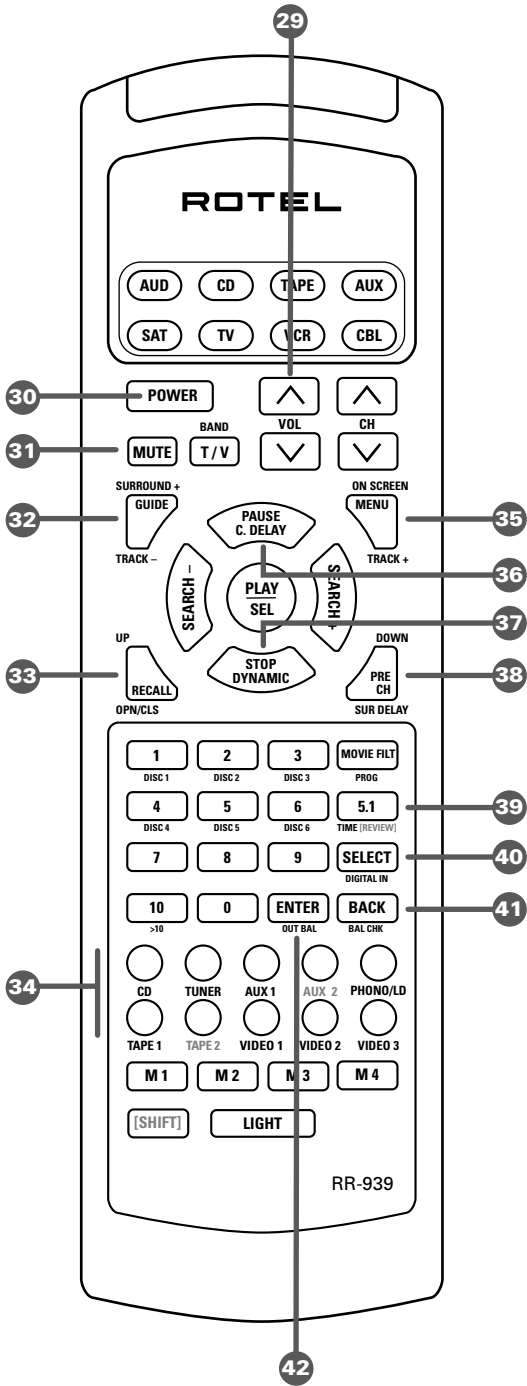 29
ROTEL
AUD CD TAPE AUX
SAT TV VCR CBL
30 POWER
VOL CH
BAND
31 MUTE T / V
SURROUND + ON SCREEN
32 GUIDE PAUSE MENU 35
C. DELAY
TRACK – TRACK +
36
SEARCH – PLAY SEARCH +
SEL
37
UP STOP DOWN
DYNAMIC
33 RECALL PRE 38
CH
OPN/CLS SUR DELAY
1 2 3 MOVIE FILT
DISC 1 DISC 2 DISC 3 PROG
4 5 6 5.1 39
DISC 4 DISC 5 DISC 6 TIME [REVIEW]
7 8 9 SELECT 40
DIGITAL IN
10 0 ENTER BACK 41
>10 OUT BAL BAL CHK
34
CD TUNER AUX 1 AUX 2 PHONO/LD
TAPE 1 TAPE 2 VIDEO 1 VIDEO 2 VIDEO 3
M 1 M 2 M 3 M 4
[SHIFT] LIGHT
RR-939
42